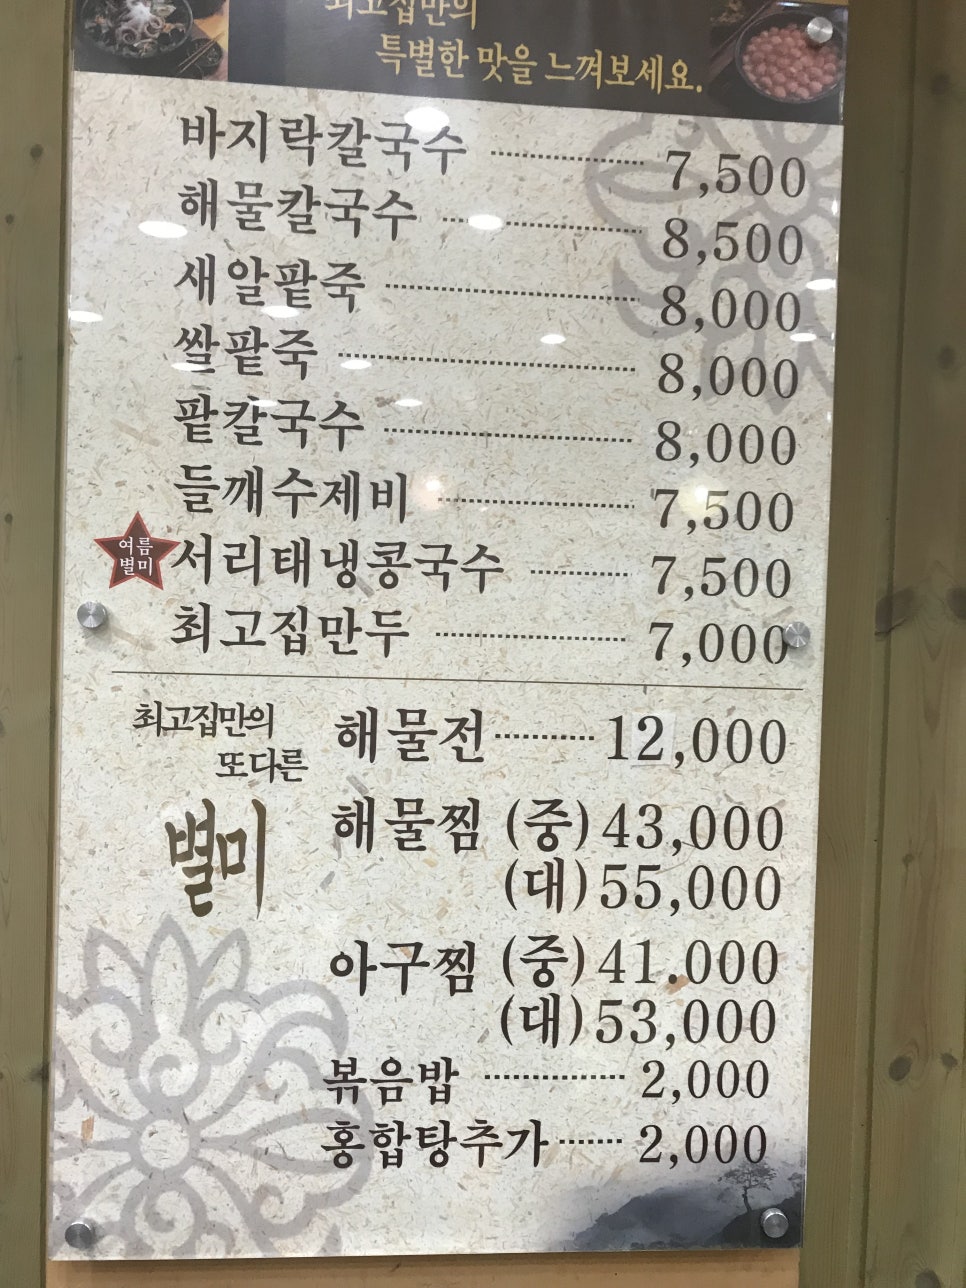 최고집만의
특별한 맛을 느껴보세요.
바지락칼국수 7,500
해물칼국수 8,500
새알팥죽 8,000
쌀팥죽 8,000
팥칼국수 8,000
들깨수제비 7,500
여름
별미
서리태냉콩국수 7,500
최고집만두 7,000
최고집만의
또다른
별미
해물전 12,000
해물찜 (중) 43,000
(대) 55,000
아구찜 (중) 41.000
(대) 53,000
볶음밥 2,000
홍합탕추가 2,000